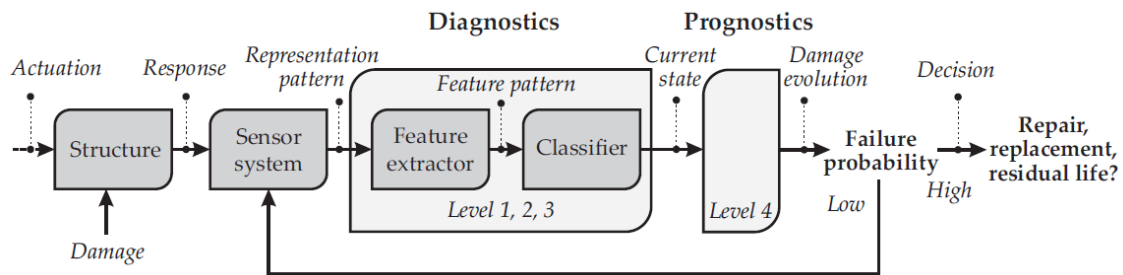 Diagnostics
Prognostics
Actuation
Response
Representation
pattern
Feature pattern
Current
state
Damage
evolution
Decision
Structure
Sensor
system
Feature
extractor
Classifier
Failure
probability
Repair,
replacement,
residual life?
Level 1, 2, 3
Level 4
Low
High
Damage